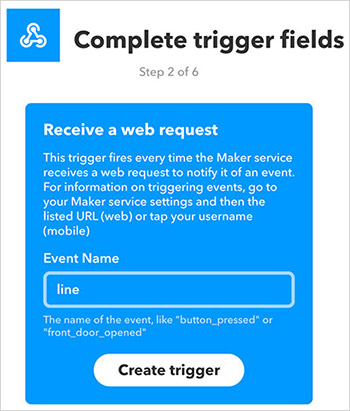 Complete trigger fields
Step 2 of 6
Receive a web request
This trigger fires every time the Maker service
receives a web request to notify it of an event.
For information on triggering events, go to
your Maker service settings and then the
listed URL (web) or tap your username
(mobile)
Event Name
line
The name of the event, like "button_pressed" or
"front_door_opened"
Create trigger